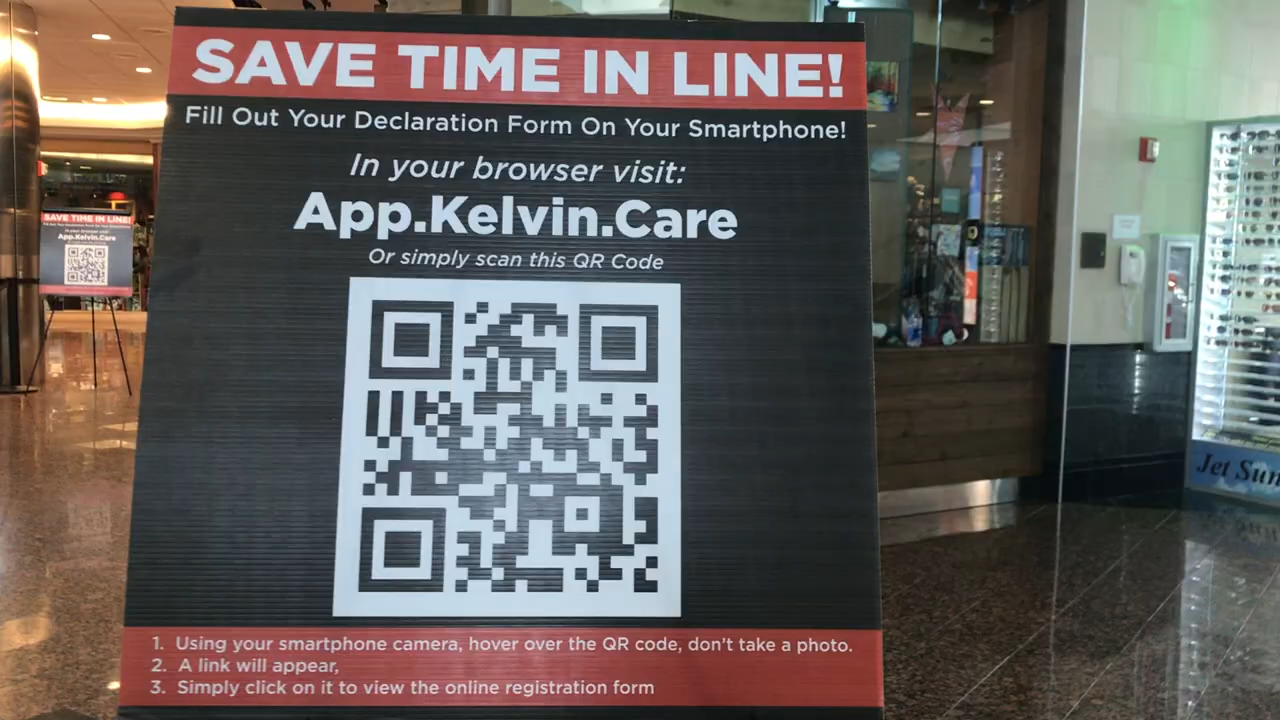 SAVE TIME IN LINE!
Fill Out Your Declaration Form On Your Smartphone!
In your browser visit:
App.Kelvin.Care
Or simply scan this QR Code
1. Using your smartphone camera, hover over the QR code, don't take a photo.
2. A link will appear,
3. Simply click on it to view the online registration form
SAVE TIME IN LINE!
App.Kelvin.Care
Jet Sun